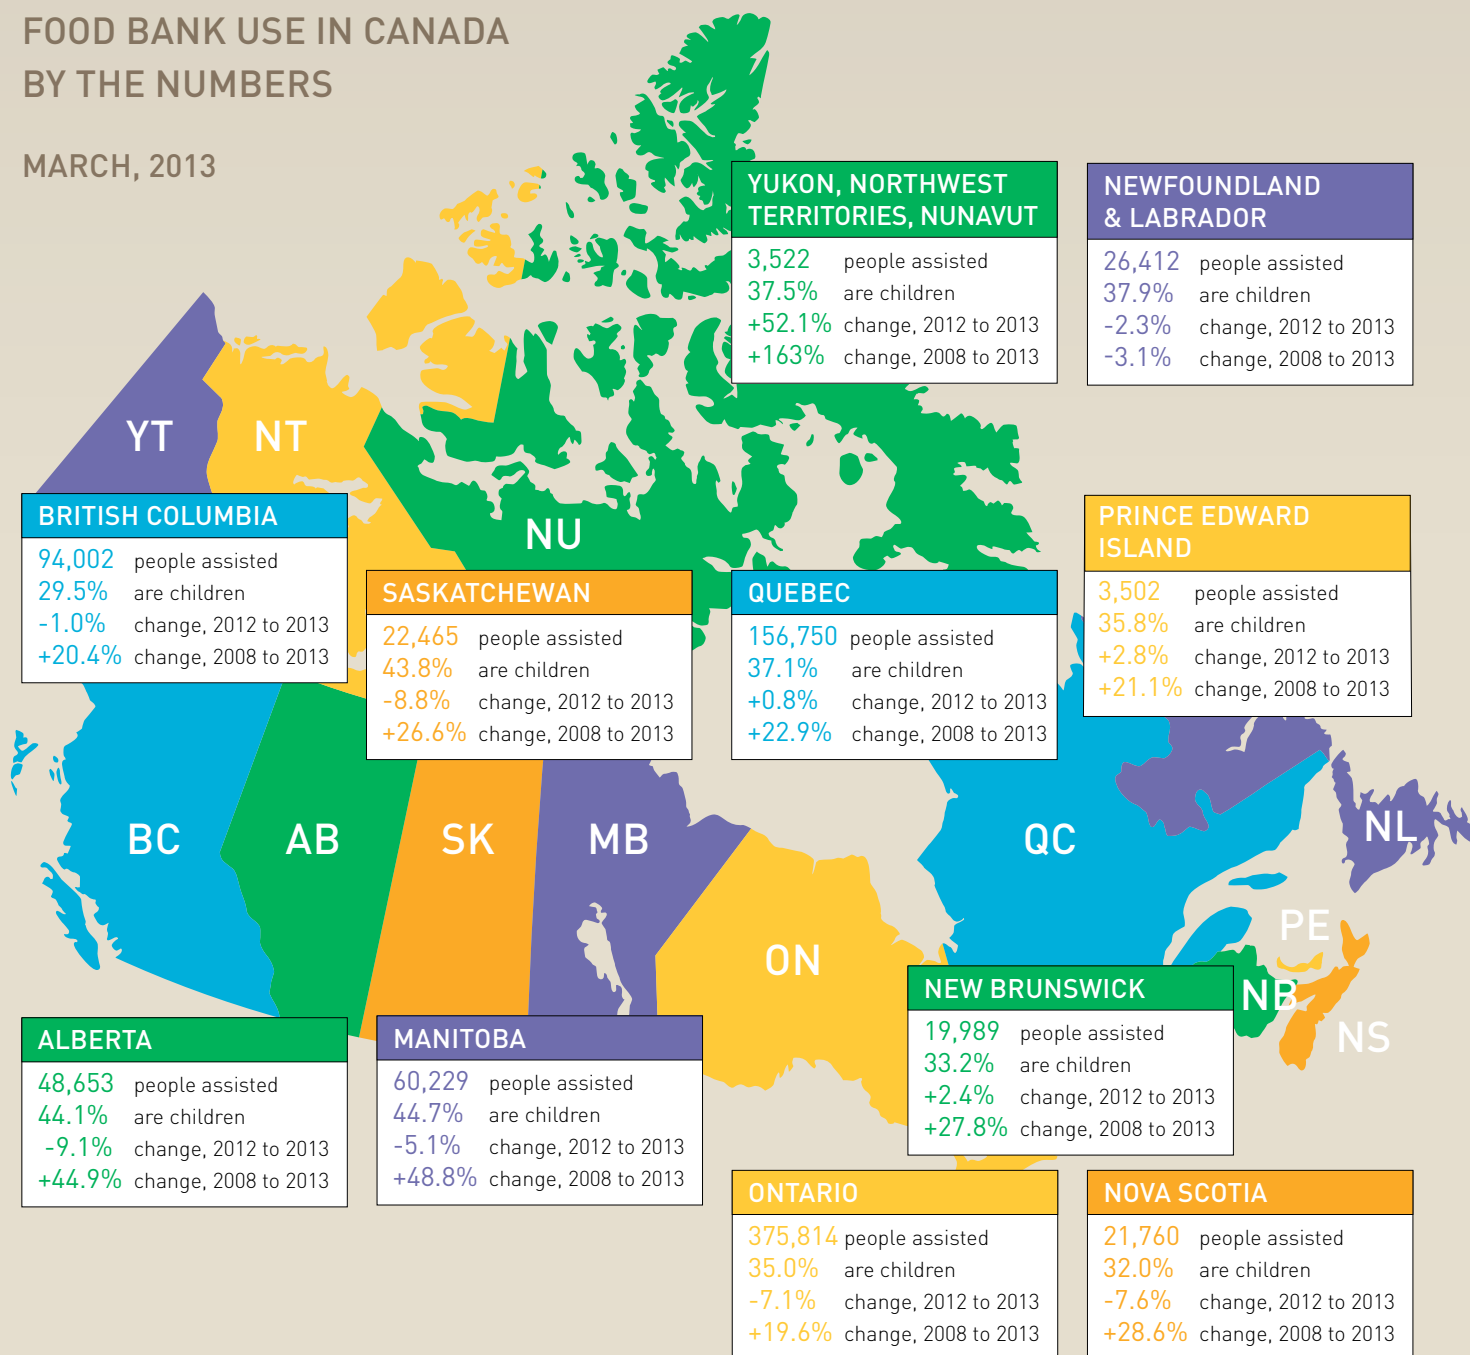 FOOD BANK USE IN CANADA
BY THE NUMBERS
MARCH, 2013
YUKON, NORTHWEST
TERRITORIES, NUNAVUT
3,522 people assisted
37.5% are children
+52.1% change, 2012 to 2013
+163% change, 2008 to 2013
NEWFOUNDLAND
& LABRADOR
26,412 people assisted
37.9% are children
-2.3% change, 2012 to 2013
-3.1% change, 2008 to 2013
YT
NT
NU
BRITISH COLUMBIA
94,002 people assisted
29.5% are children
-1.0% change, 2012 to 2013
+20.4% change, 2008 to 2013
SASKATCHEWAN
22,465 people assisted
43.8% are children
-8.8% change, 2012 to 2013
+26.6% change, 2008 to 2013
QUEBEC
156,750 people assisted
37.1% are children
+0.8% change, 2012 to 2013
+22.9% change, 2008 to 2013
PRINCE EDWARD
ISLAND
3,502 people assisted
35.8% are children
+2.8% change, 2012 to 2013
+21.1% change, 2008 to 2013
BC
AB
SK
MB
ON
QC
NL
PE
NB
NS
ALBERTA
48,653 people assisted
44.1% are children
-9.1% change, 2012 to 2013
+44.9% change, 2008 to 2013
MANITOBA
60,229 people assisted
44.7% are children
-5.1% change, 2012 to 2013
+48.8% change, 2008 to 2013
NEW BRUNSWICK
19,989 people assisted
33.2% are children
+2.4% change, 2012 to 2013
+27.8% change, 2008 to 2013
ONTARIO
375,814 people assisted
35.0% are children
-7.1% change, 2012 to 2013
+19.6% change, 2008 to 2013
NOVA SCOTIA
21,760 people assisted
32.0% are children
-7.6% change, 2012 to 2013
+28.6% change, 2008 to 2013